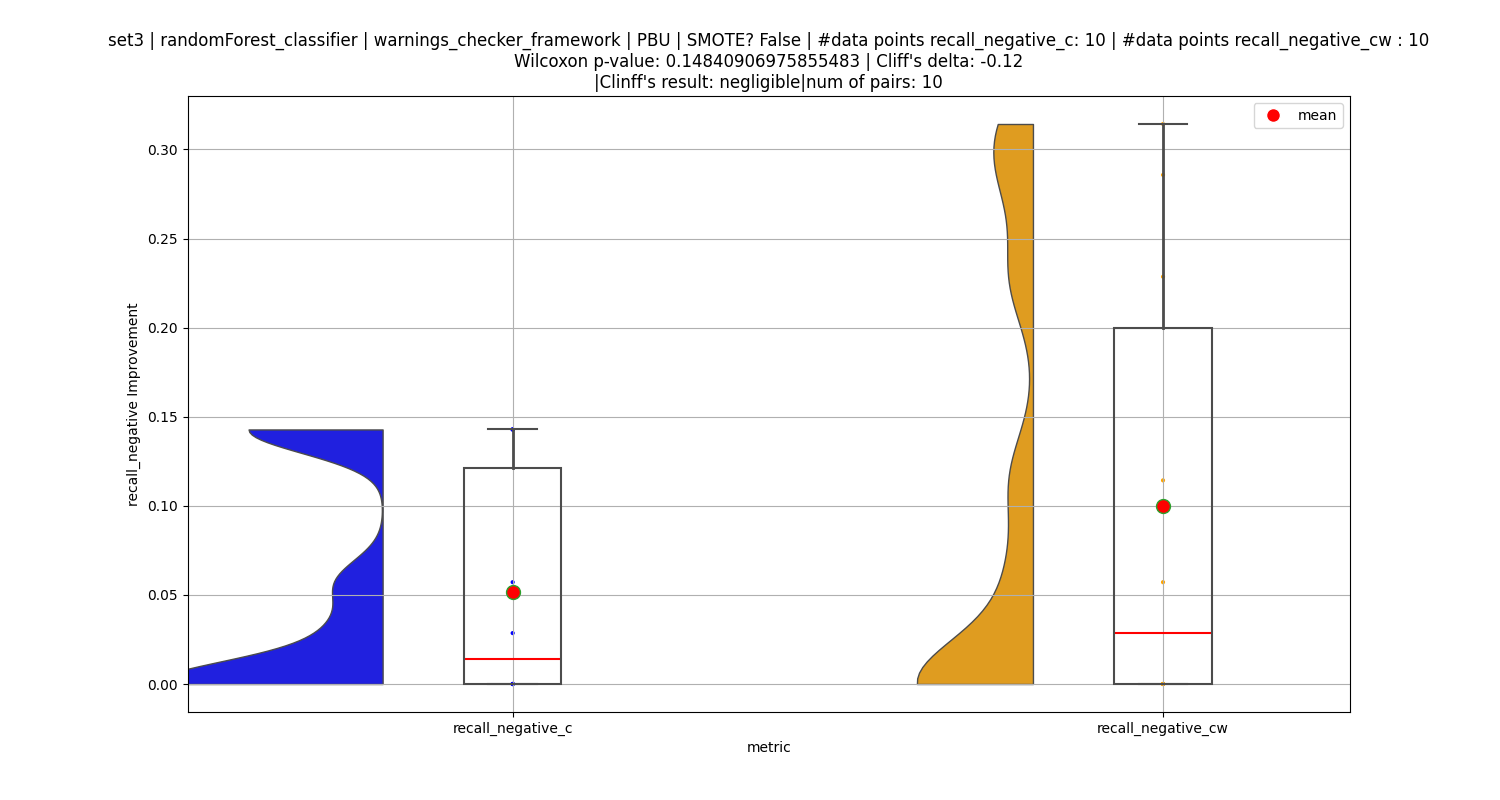 set3 | randomForest_classifier | warnings_checker_framework | PBU | SMOTE? False | #data points recall_negative_c: 10 | #data points recall_negative_cw : 10
Wilcoxon p-value: 0.14840906975855483 | Cliff's delta: -0.12
|Clinff's result: negligible|num of pairs: 10
mean
0.30
0.25
0.20
0.15
0.10
0.05
0.00
recall_negative Improvement
recall_negative_c
recall_negative_cw
metric